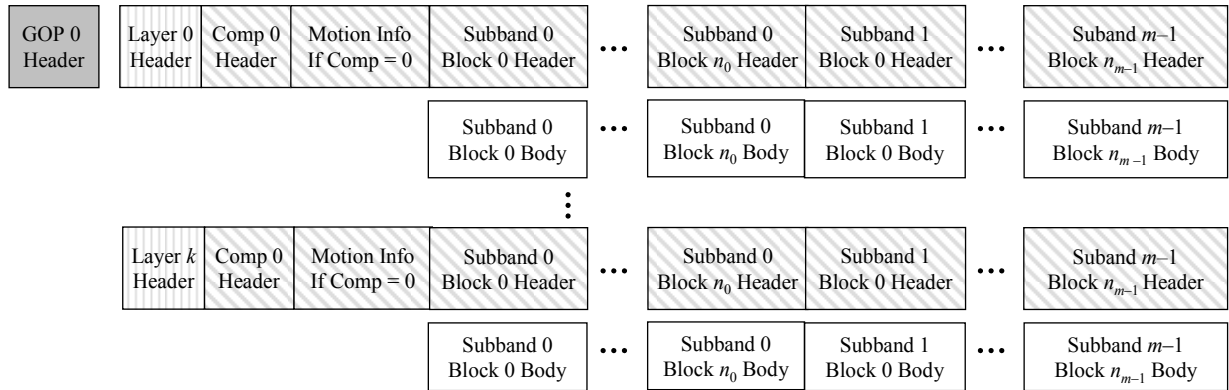 GOP 0 Header
Layer 0 Header
Comp 0 Header
Motion Info If Comp = 0
Subband 0 Block 0 Header
•••
Subband 0 Block n0 Header
Subband 1 Block 0 Header
•••
Suband m–1 Block nm–1 Header
Subband 0 Block 0 Body
•••
Subband 0 Block n0 Body
Subband 1 Block 0 Body
•••
Subband m–1 Block nm–1 Body
Layer k Header
Comp 0 Header
Motion Info If Comp = 0
Subband 0 Block 0 Header
•••
Subband 0 Block n0 Header
Subband 1 Block 0 Header
•••
Suband m–1 Block nm–1 Header
Subband 0 Block 0 Body
•••
Subband 0 Block n0 Body
Subband 1 Block 0 Body
•••
Subband m–1 Block nm–1 Body